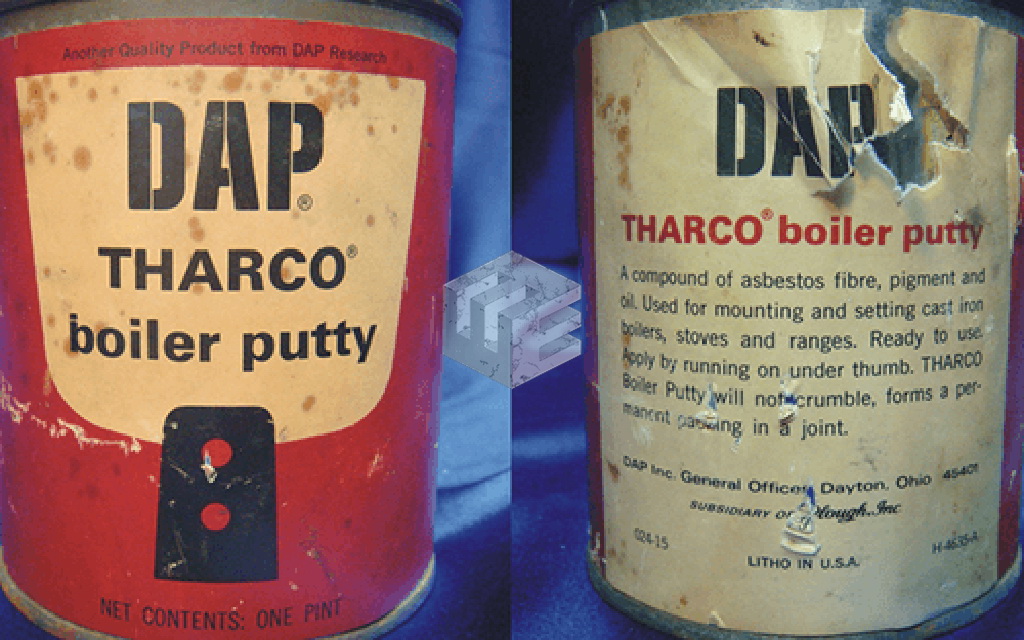 Another Quality Product from DAP Research
DAP®
THARCO®
boiler putty
NET CONTENTS: ONE PINT
DAP
THARCO® boiler putty
A compound of asbestos fibre, pigment and
oil. Used for mounting and setting cast iron
boilers, stoves and ranges. Ready to use.
Apply by running on under thumb. THARCO
Boiler Putty will not crumble, forms a per-
manent packing in a joint.
DAP Inc. General Offices, Dayton, Ohio 45401
SUBSIDIARY OF Plough, Inc
024-15
H-4635-A
LITHO IN U.S.A.